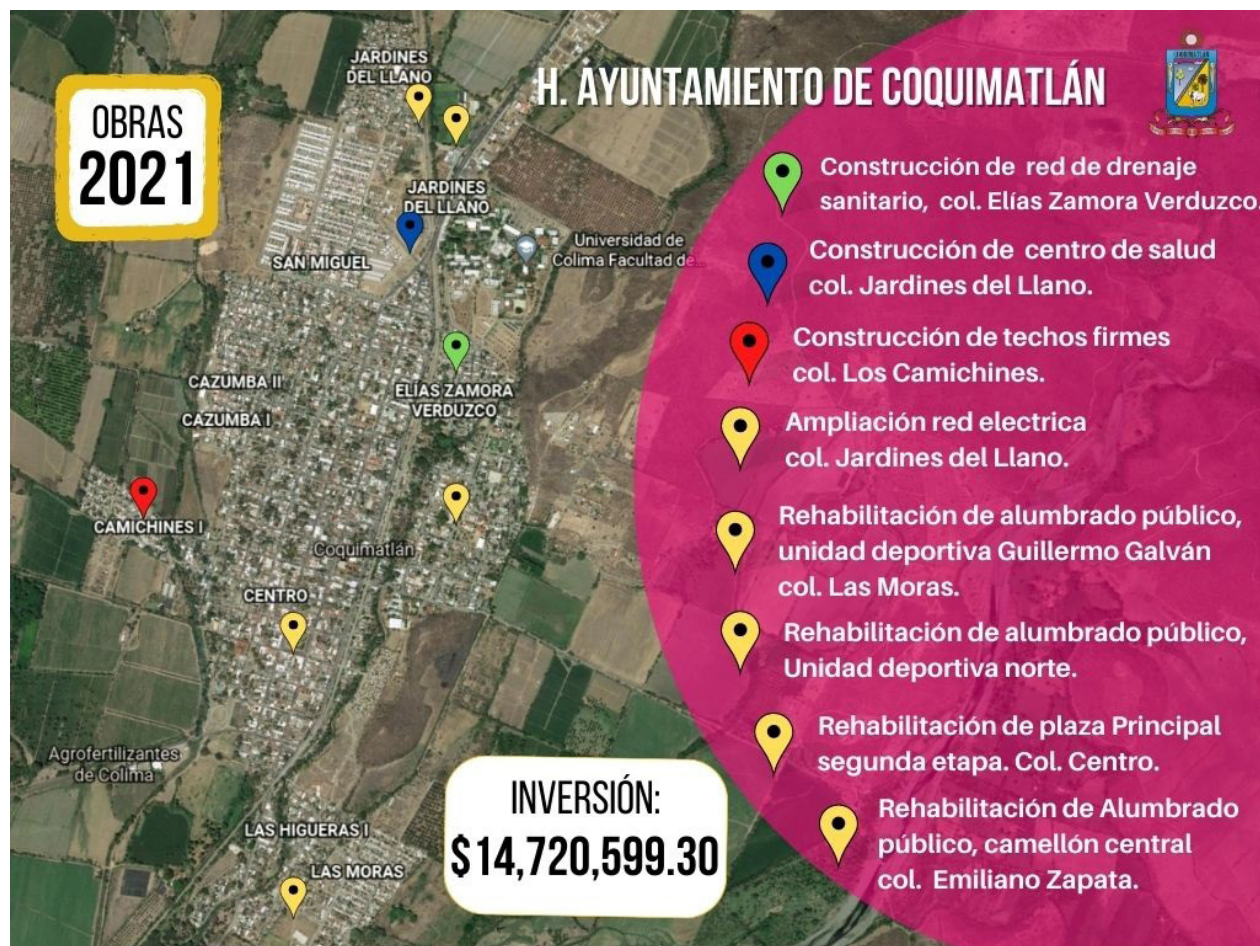 OBRAS
2021
H. AYUNTAMIENTO DE COQUIMATLÁN
JARDINES
DEL LLANO
JARDINES
DEL LLANO
SAN MIGUEL
Universidad de
Colima Facultad de...
CAZUMBA II
CAZUMBA I
ELÍAS ZAMORA
VERDUZCO
CAMICHINES I
Coquimatlán
CENTRO
Agrofertilizantes
de Colima
LAS HIGUERAS I
LAS MORAS
Construcción de red de drenaje
sanitario, col. Elías Zamora Verduzco.
Construcción de centro de salud
col. Jardines del Llano.
Construcción de techos firmes
col. Los Camichines.
Ampliación red electrica
col. Jardines del Llano.
Rehabilitación de alumbrado público,
unidad deportiva Guillermo Galván
col. Las Moras.
Rehabilitación de alumbrado público,
Unidad deportiva norte.
Rehabilitación de plaza Principal
segunda etapa. Col. Centro.
Rehabilitación de Alumbrado
público, camellón central
col. Emiliano Zapata.
INVERSIÓN:
$14,720,599.30